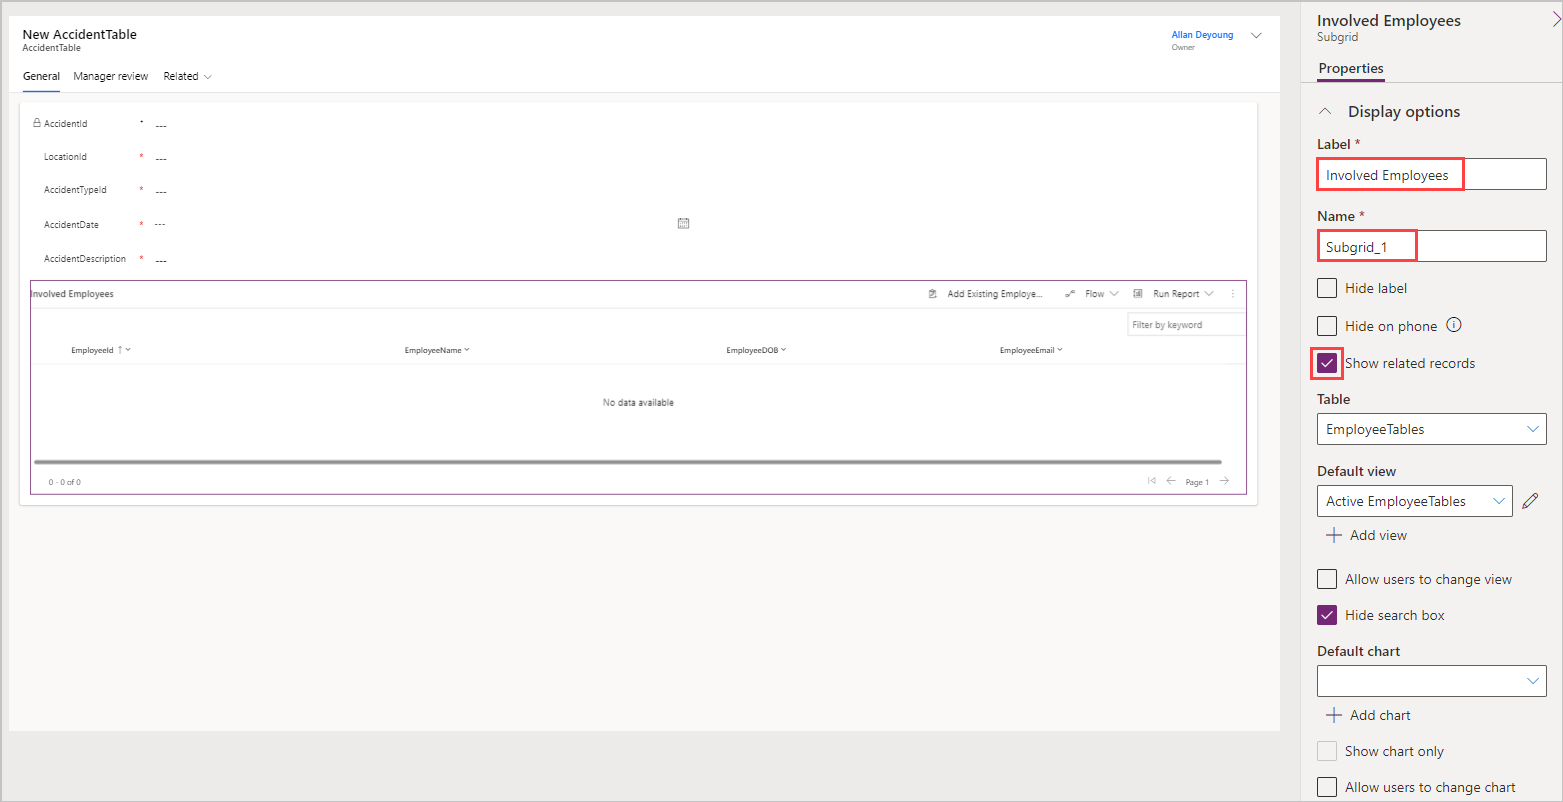 New AccidentTable
AccidentTable
Allan Deyoung
Owner
General Manager review Related
AccidentId * ---
LocationId * ---
AccidentTypeId * ---
AccidentDate * ---
AccidentDescription * ---
Involved Employees
Add Existing Employe... Flow Run Report
Filter by keyword
EmployeeId ↑ EmployeeName EmployeeDOB EmployeeEmail
No data available
0 - 0 of 0
Page 1
Involved Employees
Subgrid
Properties
Display options
Label *
Involved Employees
Name *
Subgrid_1
Hide label
Hide on phone
Show related records
Table
EmployeeTables
Default view
Active EmployeeTables
Add view
Allow users to change view
Hide search box
Default chart
Add chart
Show chart only
Allow users to change chart